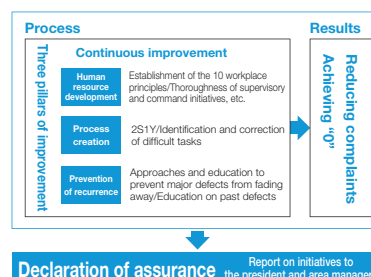 Process
Results
Three pillars of improvement
Continuous improvement
Human
resource
development
Establishment of the 10 workplace
principles/Thoroughness of supervisory
and command initiatives, etc.
Process
creation
2S1Y/Identification and correction
of difficult tasks
Prevention
of recurrence
Approaches and education to
prevent major defects from fading
away/Education on past defects
Reducing complaints
Achieving “0”
Declaration of assurance
Report on initiatives to
the president and area manager